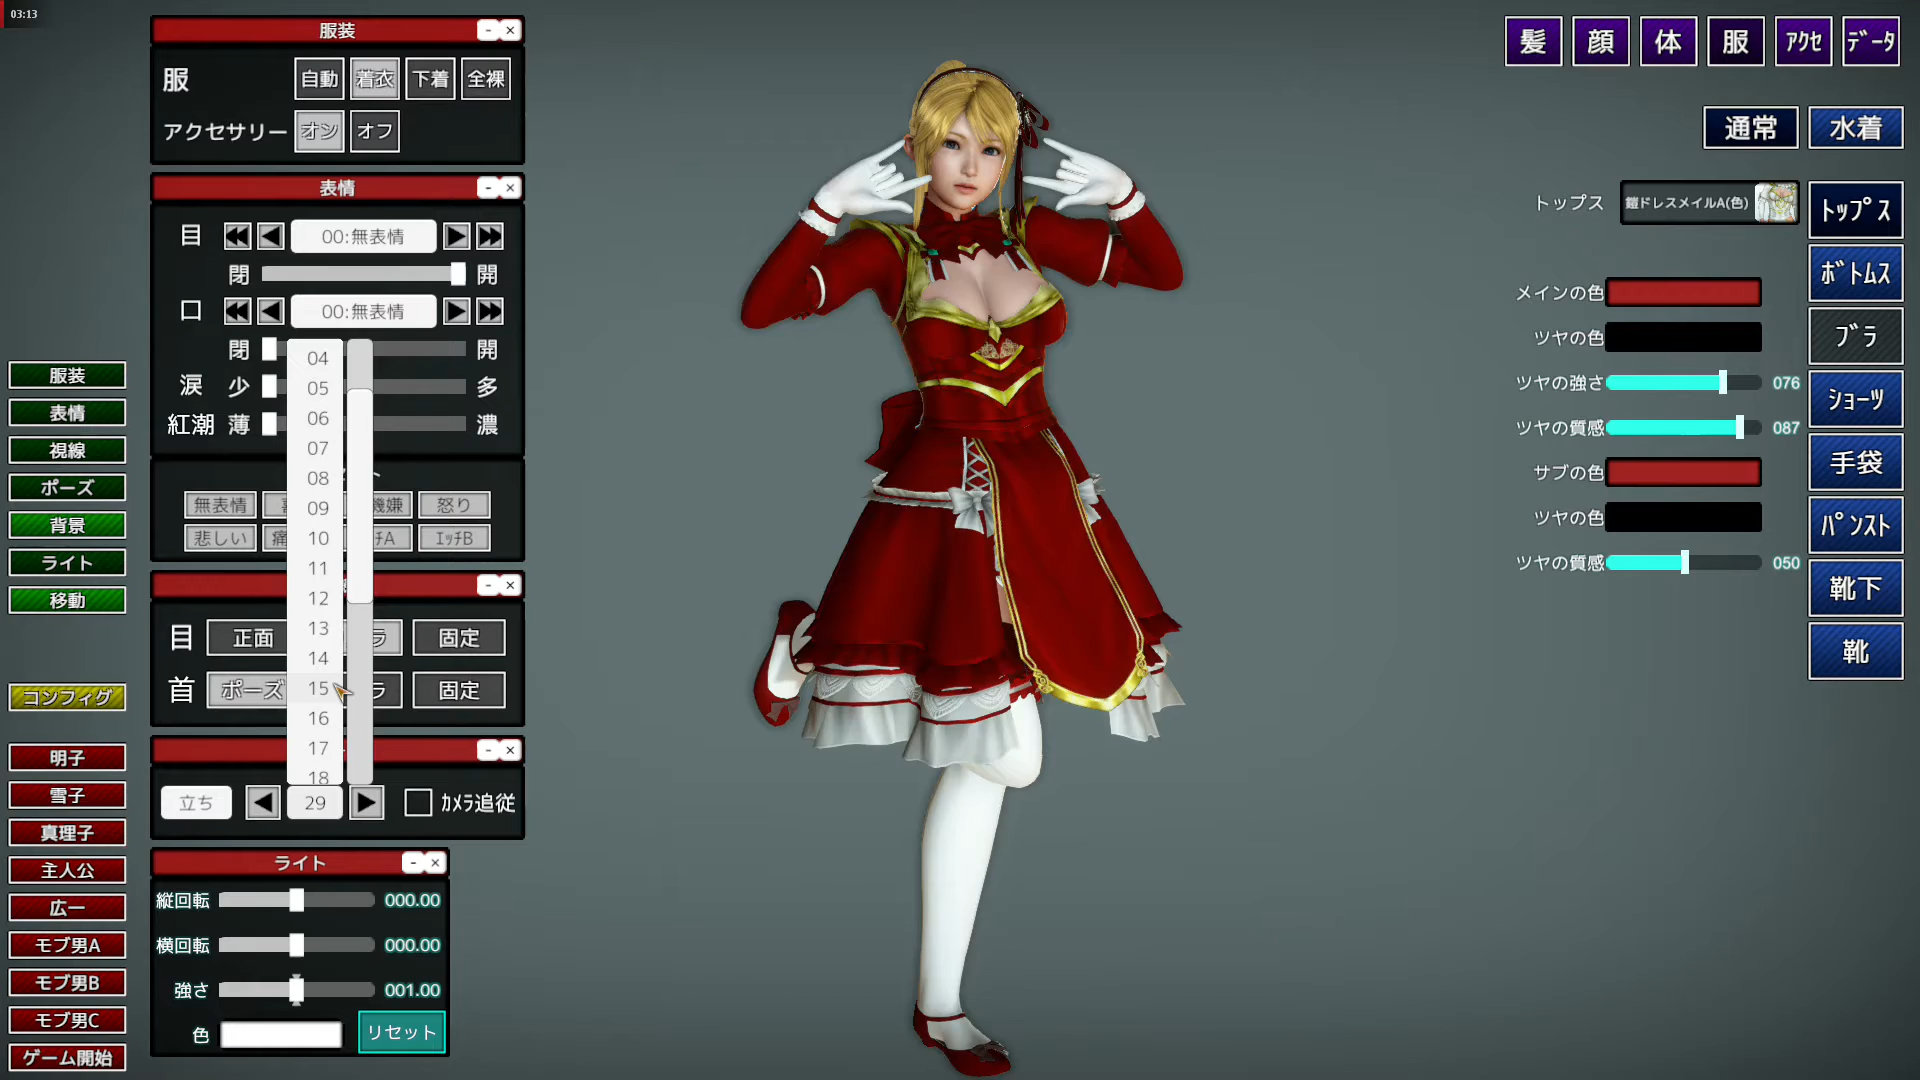 03:13
服装
- ×
服
自動
着衣
下着
全裸
アクセサリー
オン
オフ
表情
- ×
目
00:無表情
閉
開
口
00:無表情
閉
開
涙
少
多
紅潮
薄
濃
無表情
怒り
悲しい
ｴｯﾁB
- ×
目
正面
固定
首
ポーズ
固定
- ×
04
05
06
07
08
09
10
11
12
13
14
15
16
17
18
立ち
29
ｶﾒﾗ追従
ライト
- ×
縦回転
000.00
横回転
000.00
強さ
001.00
色
リセット
服装
表情
視線
ポーズ
背景
ライト
移動
コンフィグ
明子
雪子
真理子
主人公
広一
モブ男A
モブ男B
モブ男C
ゲーム開始
髪
顔
体
服
ｱｸｾ
ﾃﾞｰﾀ
通常
水着
トップス
鎧ドレスメイルA(色)
メインの色
ツヤの色
ツヤの強さ
076
ツヤの質感
087
サブの色
ツヤの色
ツヤの質感
050
ﾄｯﾌﾟｽ
ﾎﾞﾄﾑｽ
ﾌﾞﾗ
ｼｮｰﾂ
手袋
ﾊﾟﾝｽﾄ
靴下
靴